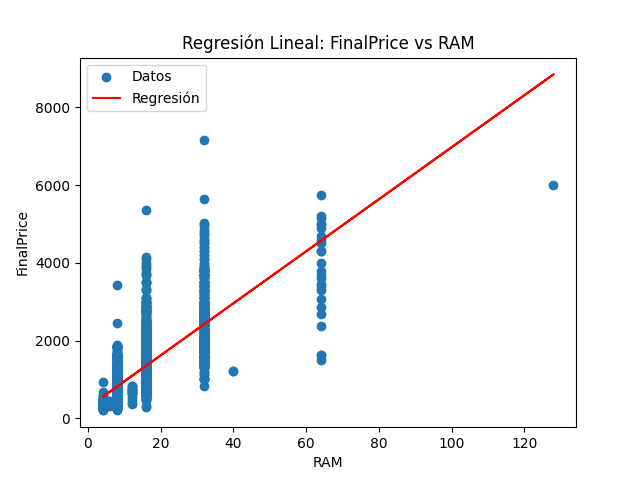 Regresión Lineal: FinalPrice vs RAM
Datos
Regresión
8000
6000
4000
2000
0
FinalPrice
0 20 40 60 80 100 120
RAM